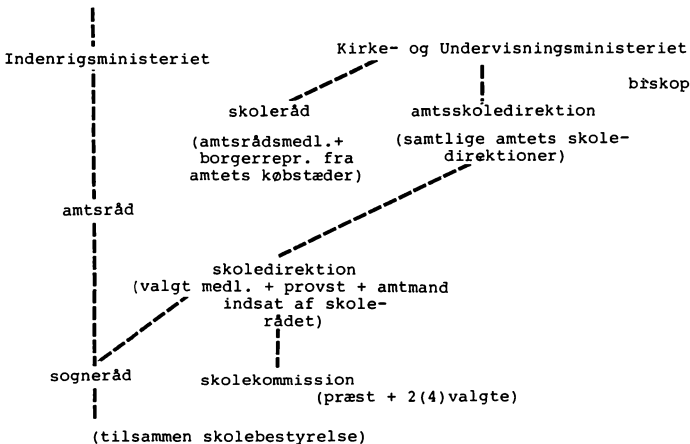 Kirke- og Undervisningsministeriet
Indenrigsministeriet
biskop
skoleråd
amtsskoledirektion
(amtsrådsmedl.+
borgerrepr. fra
amtets købstæder)
(samtlige amtets skole-
direktioner)
amtsråd
skoledirektion
(valgt medl. + provst + amtmand
indsat af skole-
rådet)
sogneråd
skolekommission
(præst + 2(4)valgte)
(tilsammen skolebestyrelse)